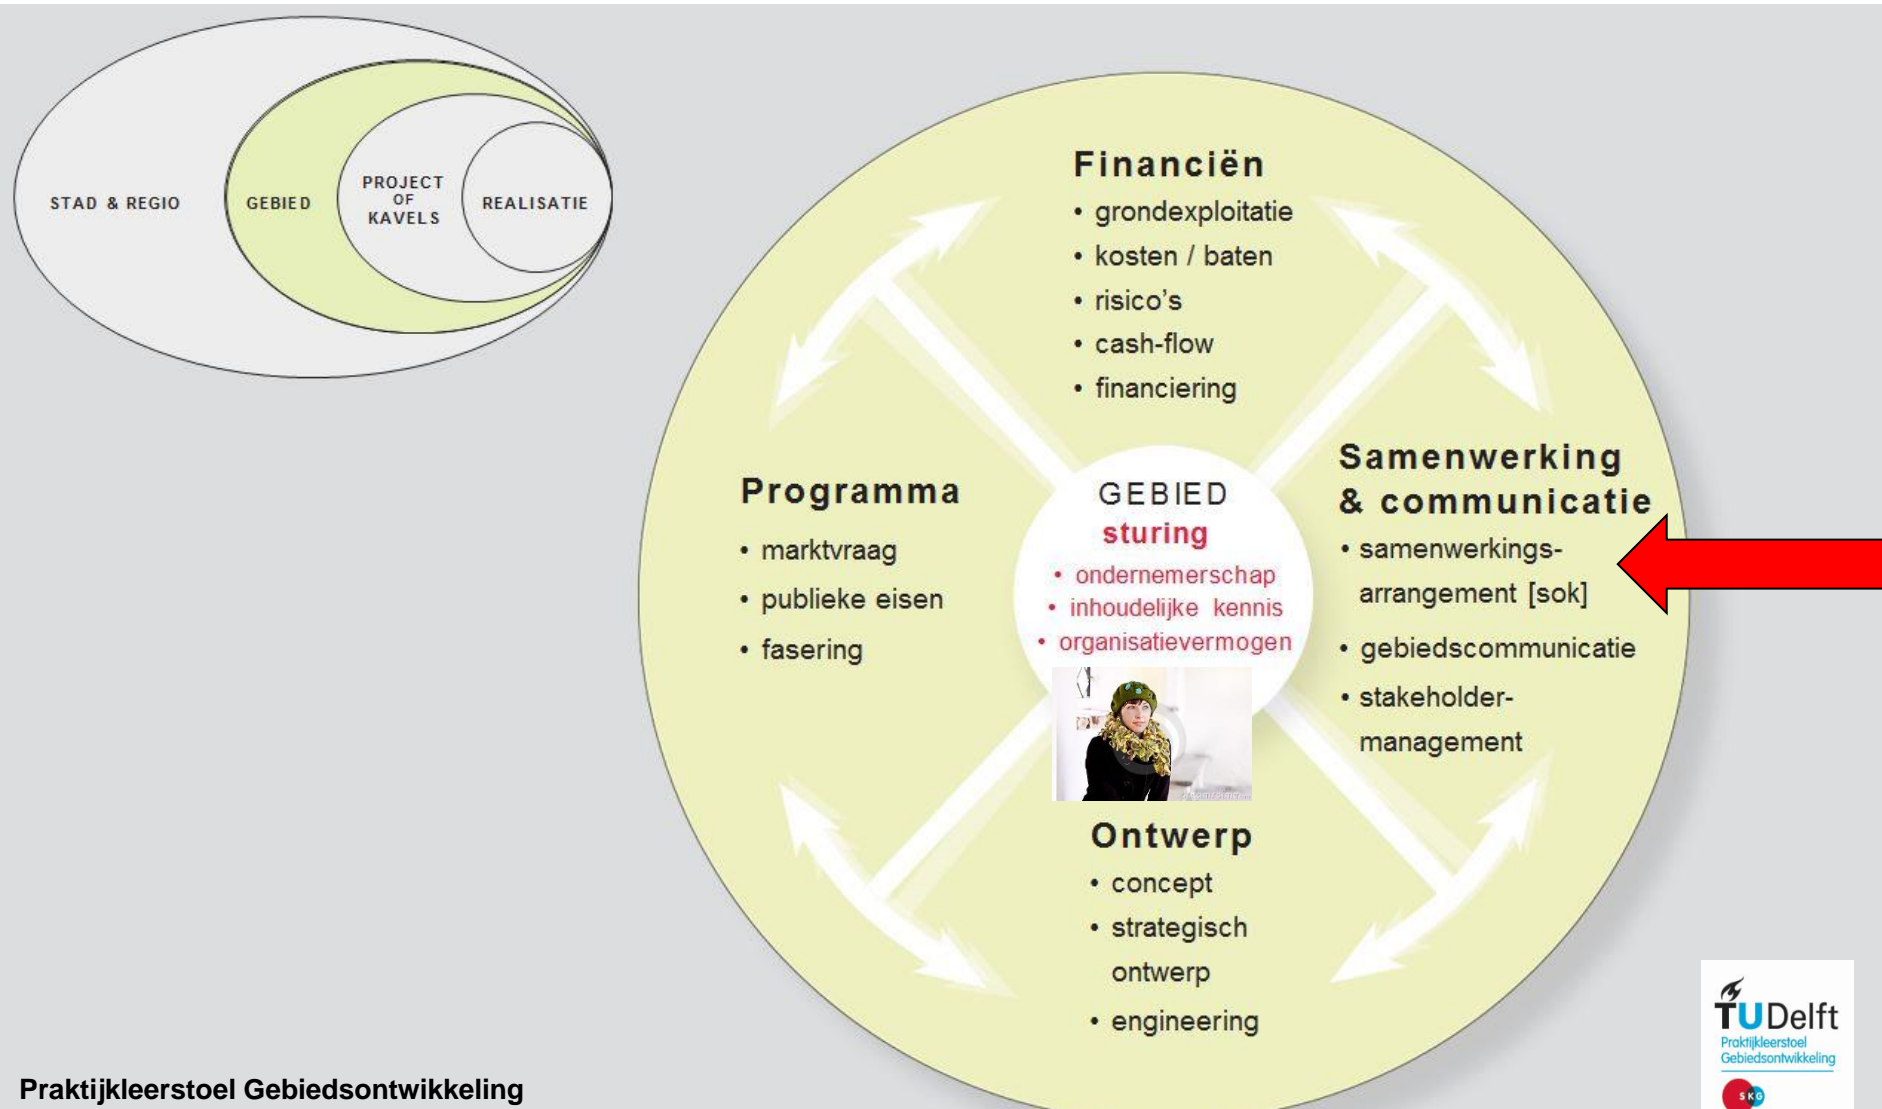 STAD & REGIO
GEBIED
PROJECT
OF
KAVELS
REALISATIE
Financiën
• grondexploitatie
• kosten / baten
• risico's
• cash-flow
• financiering
Programma
• marktvraag
• publieke eisen
• fasering
GEBIED
sturing
• ondernemerschap
• inhoudelijke kennis
• organisatievermogen
Samenwerking
& communicatie
• samenwerkings-
arrangement [sok]
• gebiedscommunicatie
• stakeholder-
management
Ontwerp
• concept
• strategisch
ontwerp
• engineering
Praktijkleerstoel Gebiedsontwikkeling
TUDelft
Praktijkleerstoel
Gebiedsontwikkeling
SKG